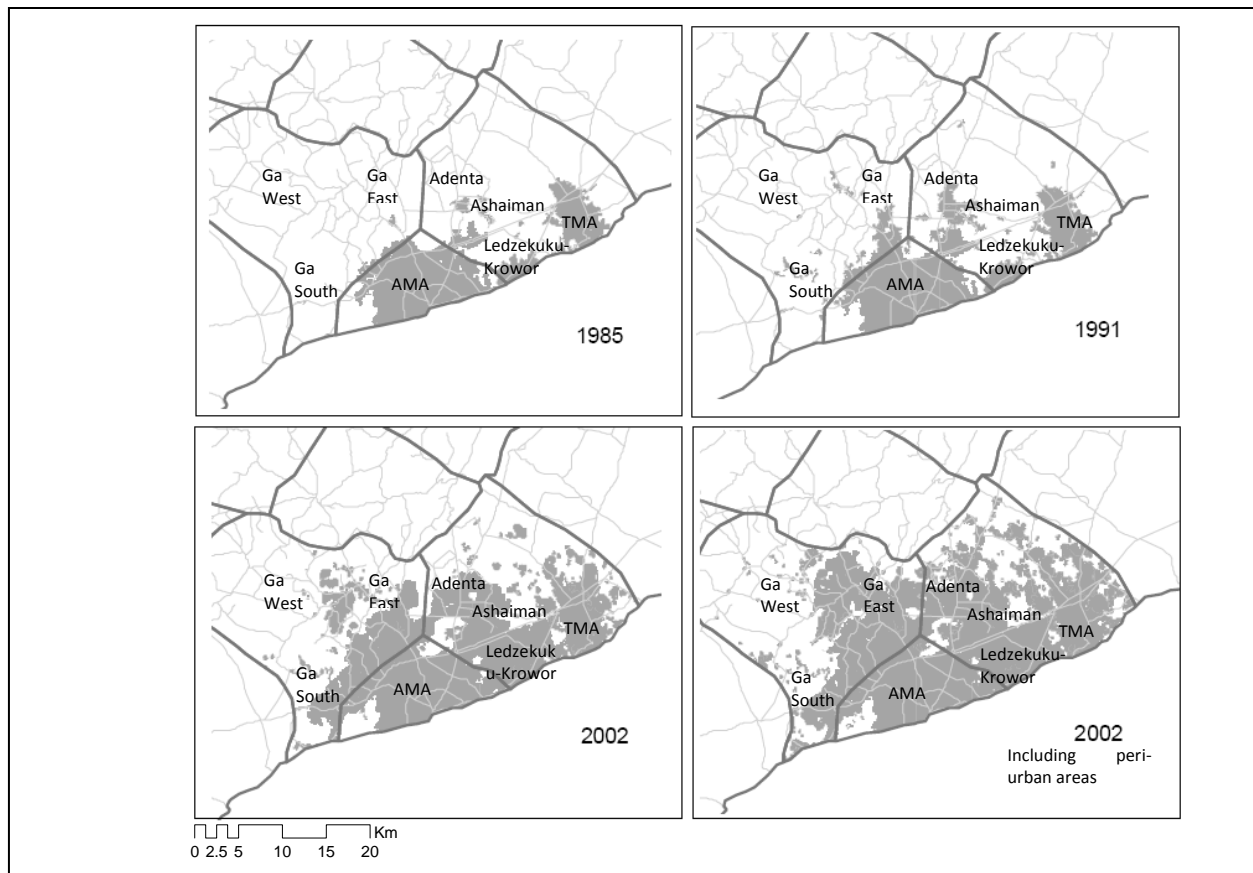 Ga
West
Ga
East
Adenta
Ashaiman
TMA
Ledzekuku-
Krowor
Ga
South
AMA
1985
Ga
West
Ga
East
Adenta
Ashaiman
TMA
Ledzekuku-
Krowor
Ga
South
AMA
1991
Ga
West
Ga
East
Adenta
Ashaiman
TMA
Ledzekuk
u-Krowor
Ga
South
AMA
2002
Ga
West
Ga
East
Adenta
Ashaiman
TMA
Ledzekuku-
Krowor
Ga
South
AMA
2002
Including peri-
urban areas
Km
0 2.5 5 10 15 20